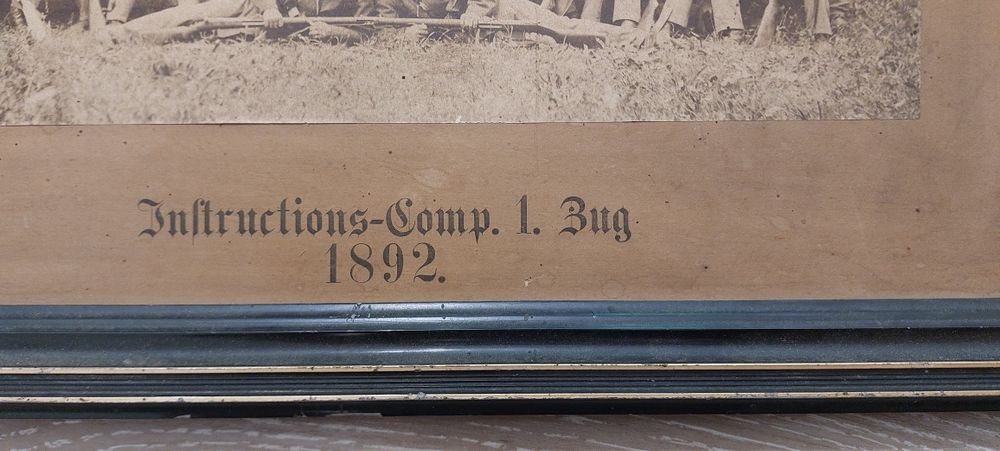 Inſtructions-Comp. 1. Zug
1892.